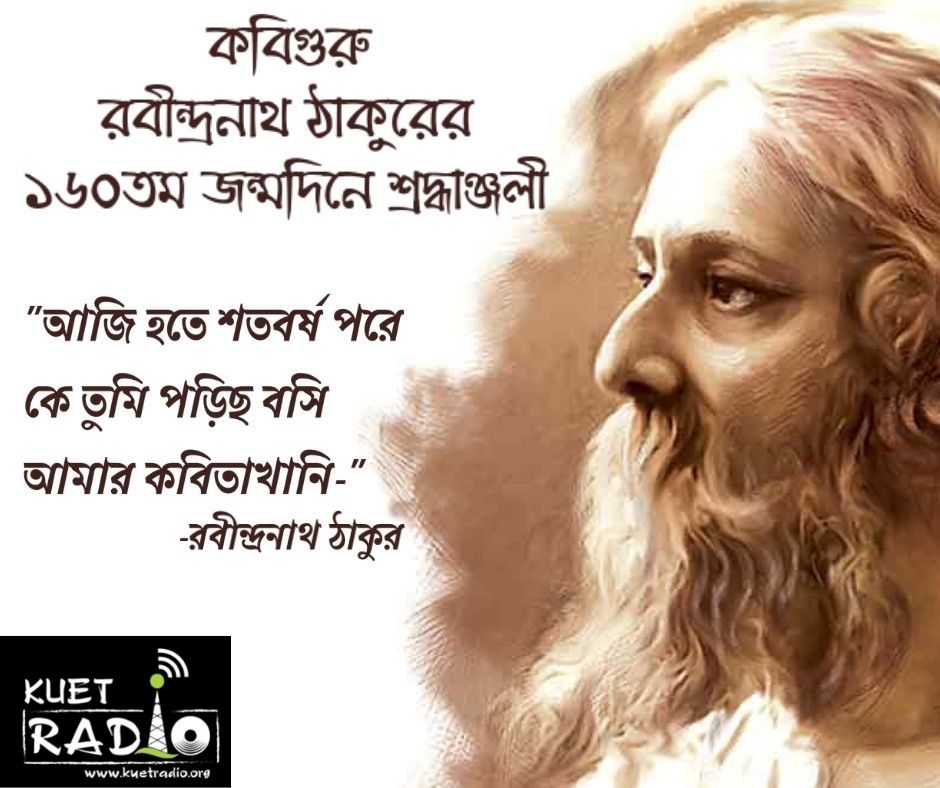 কবিগুরু
রবীন্দ্রনাথ ঠাকুরের
১৬০তম জন্মদিনে শ্রদ্ধাঞ্জলী
"আজি হতে শতবর্ষ পরে
কে তুমি পড়িছ বসি
আমার কবিতাখানি-"
-রবীন্দ্রনাথ ঠাকুর
KUET
RADIO
www.kuetradio.org